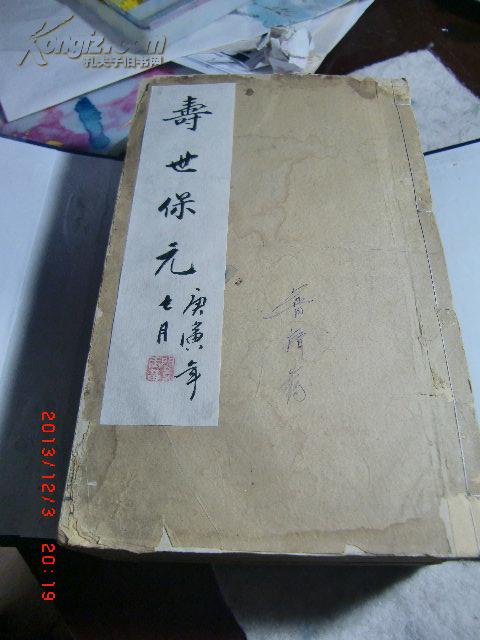 Kongfz.com
孔夫子旧书网
壽世保元
庚寅年
七月
2013/12/3 20:19